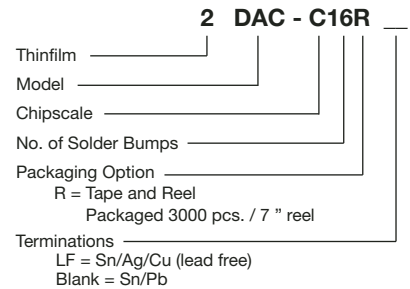 2 DAC - C16R __
Thinfilm
Model
Chipscale
No. of Solder Bumps
Packaging Option
R = Tape and Reel
Packaged 3000 pcs. / 7 " reel
Terminations
LF = Sn/Ag/Cu (lead free)
Blank = Sn/Pb